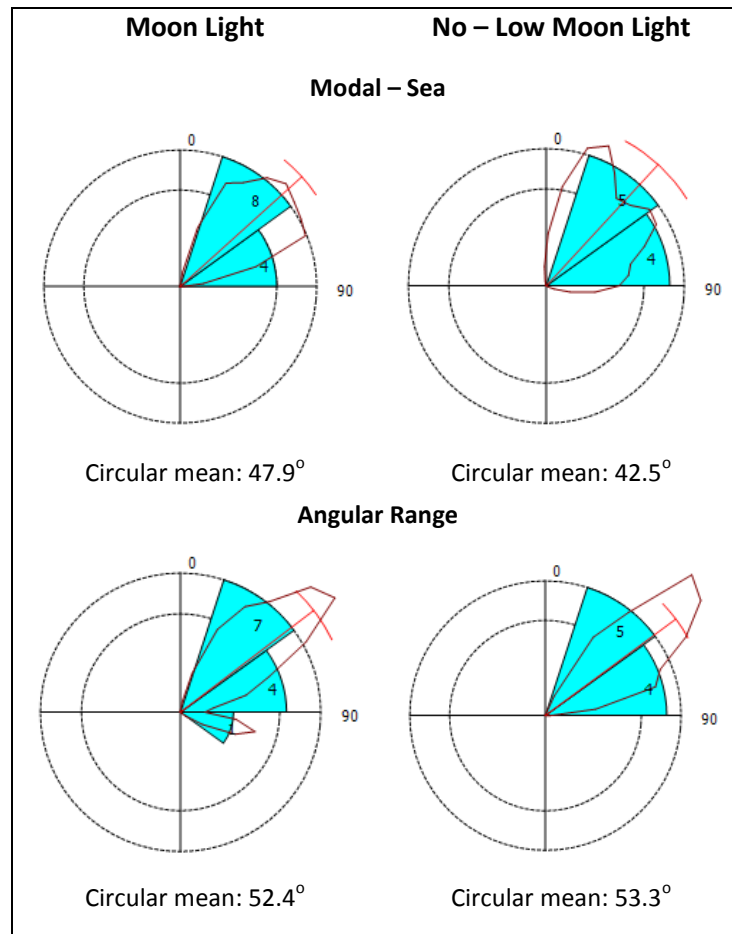 Moon Light
No – Low Moon Light
Modal – Sea
0
8
4
90
0
5
4
90
Circular mean: 47.9°
Circular mean: 42.5°
Angular Range
0
7
4
90
0
5
4
90
Circular mean: 52.4°
Circular mean: 53.3°